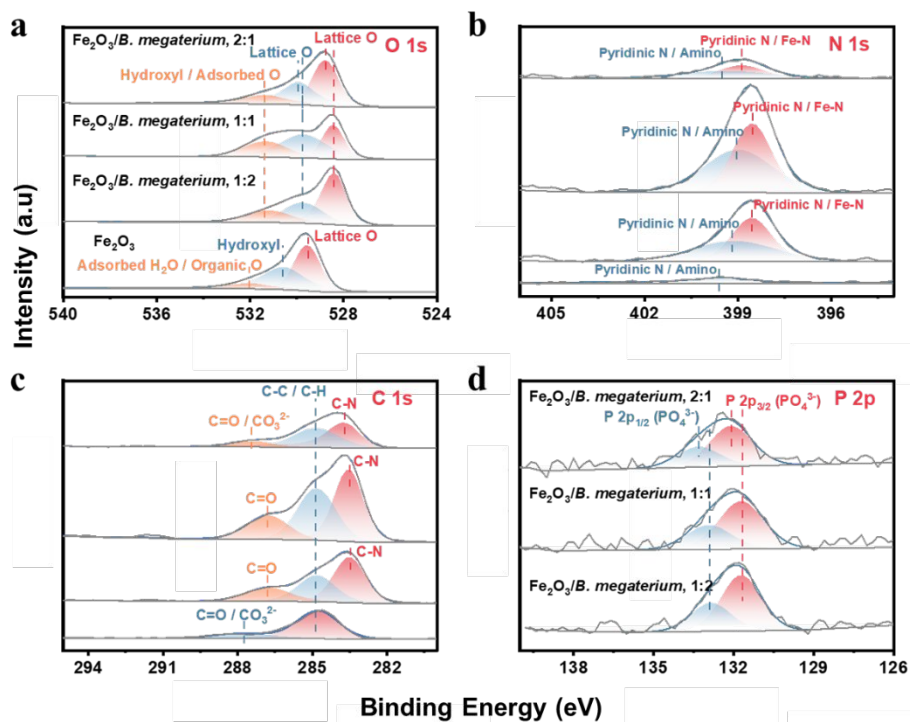 a
O 1s
Fe₂O₃/B. megaterium, 2:1
Lattice O
Lattice O
Hydroxyl / Adsorbed O
Fe₂O₃/B. megaterium, 1:1
Fe₂O₃/B. megaterium, 1:2
Fe₂O₃
Hydroxyl
Lattice O
Adsorbed H₂O / Organic O
540 536 532 528 524
b
N 1s
Pyridinic N / Fe-N
Pyridinic N / Amino
Pyridinic N / Fe-N
Pyridinic N / Amino
Pyridinic N / Fe-N
Pyridinic N / Amino
Pyridinic N / Amino
405 402 399 396
Intensity (a.u)
c
C 1s
C-C / C-H
C-N
C=O / CO₃²⁻
C-N
C=O
C-N
C=O
C=O / CO₃²⁻
294 291 288 285 282
d
P 2p
Fe₂O₃/B. megaterium, 2:1
P 2p₃/₂ (PO₄³⁻)
P 2p₁/₂ (PO₄³⁻)
Fe₂O₃/B. megaterium, 1:1
Fe₂O₃/B. megaterium, 1:2
138 135 132 129 126
Binding Energy (eV)